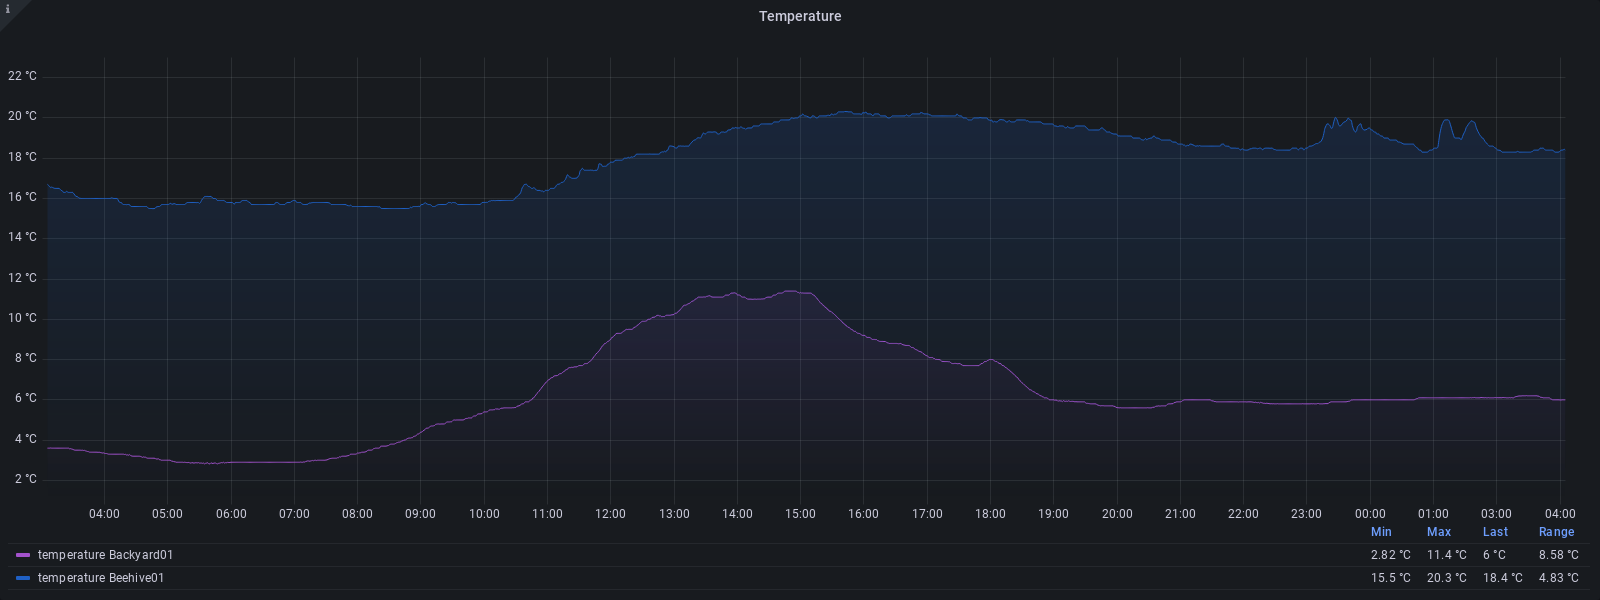 i
Temperature
22 °C
20 °C
18 °C
16 °C
14 °C
12 °C
10 °C
8 °C
6 °C
4 °C
2 °C
04:00 05:00 06:00 07:00 08:00 09:00 10:00 11:00 12:00 13:00 14:00 15:00 16:00 17:00 18:00 19:00 20:00 21:00 22:00 23:00 00:00 01:00 02:00 03:00 04:00
Min Max Last Range
temperature Backyard01 2.82 °C 11.4 °C 6 °C 8.58 °C
temperature Beehive01 15.5 °C 20.3 °C 18.4 °C 4.83 °C